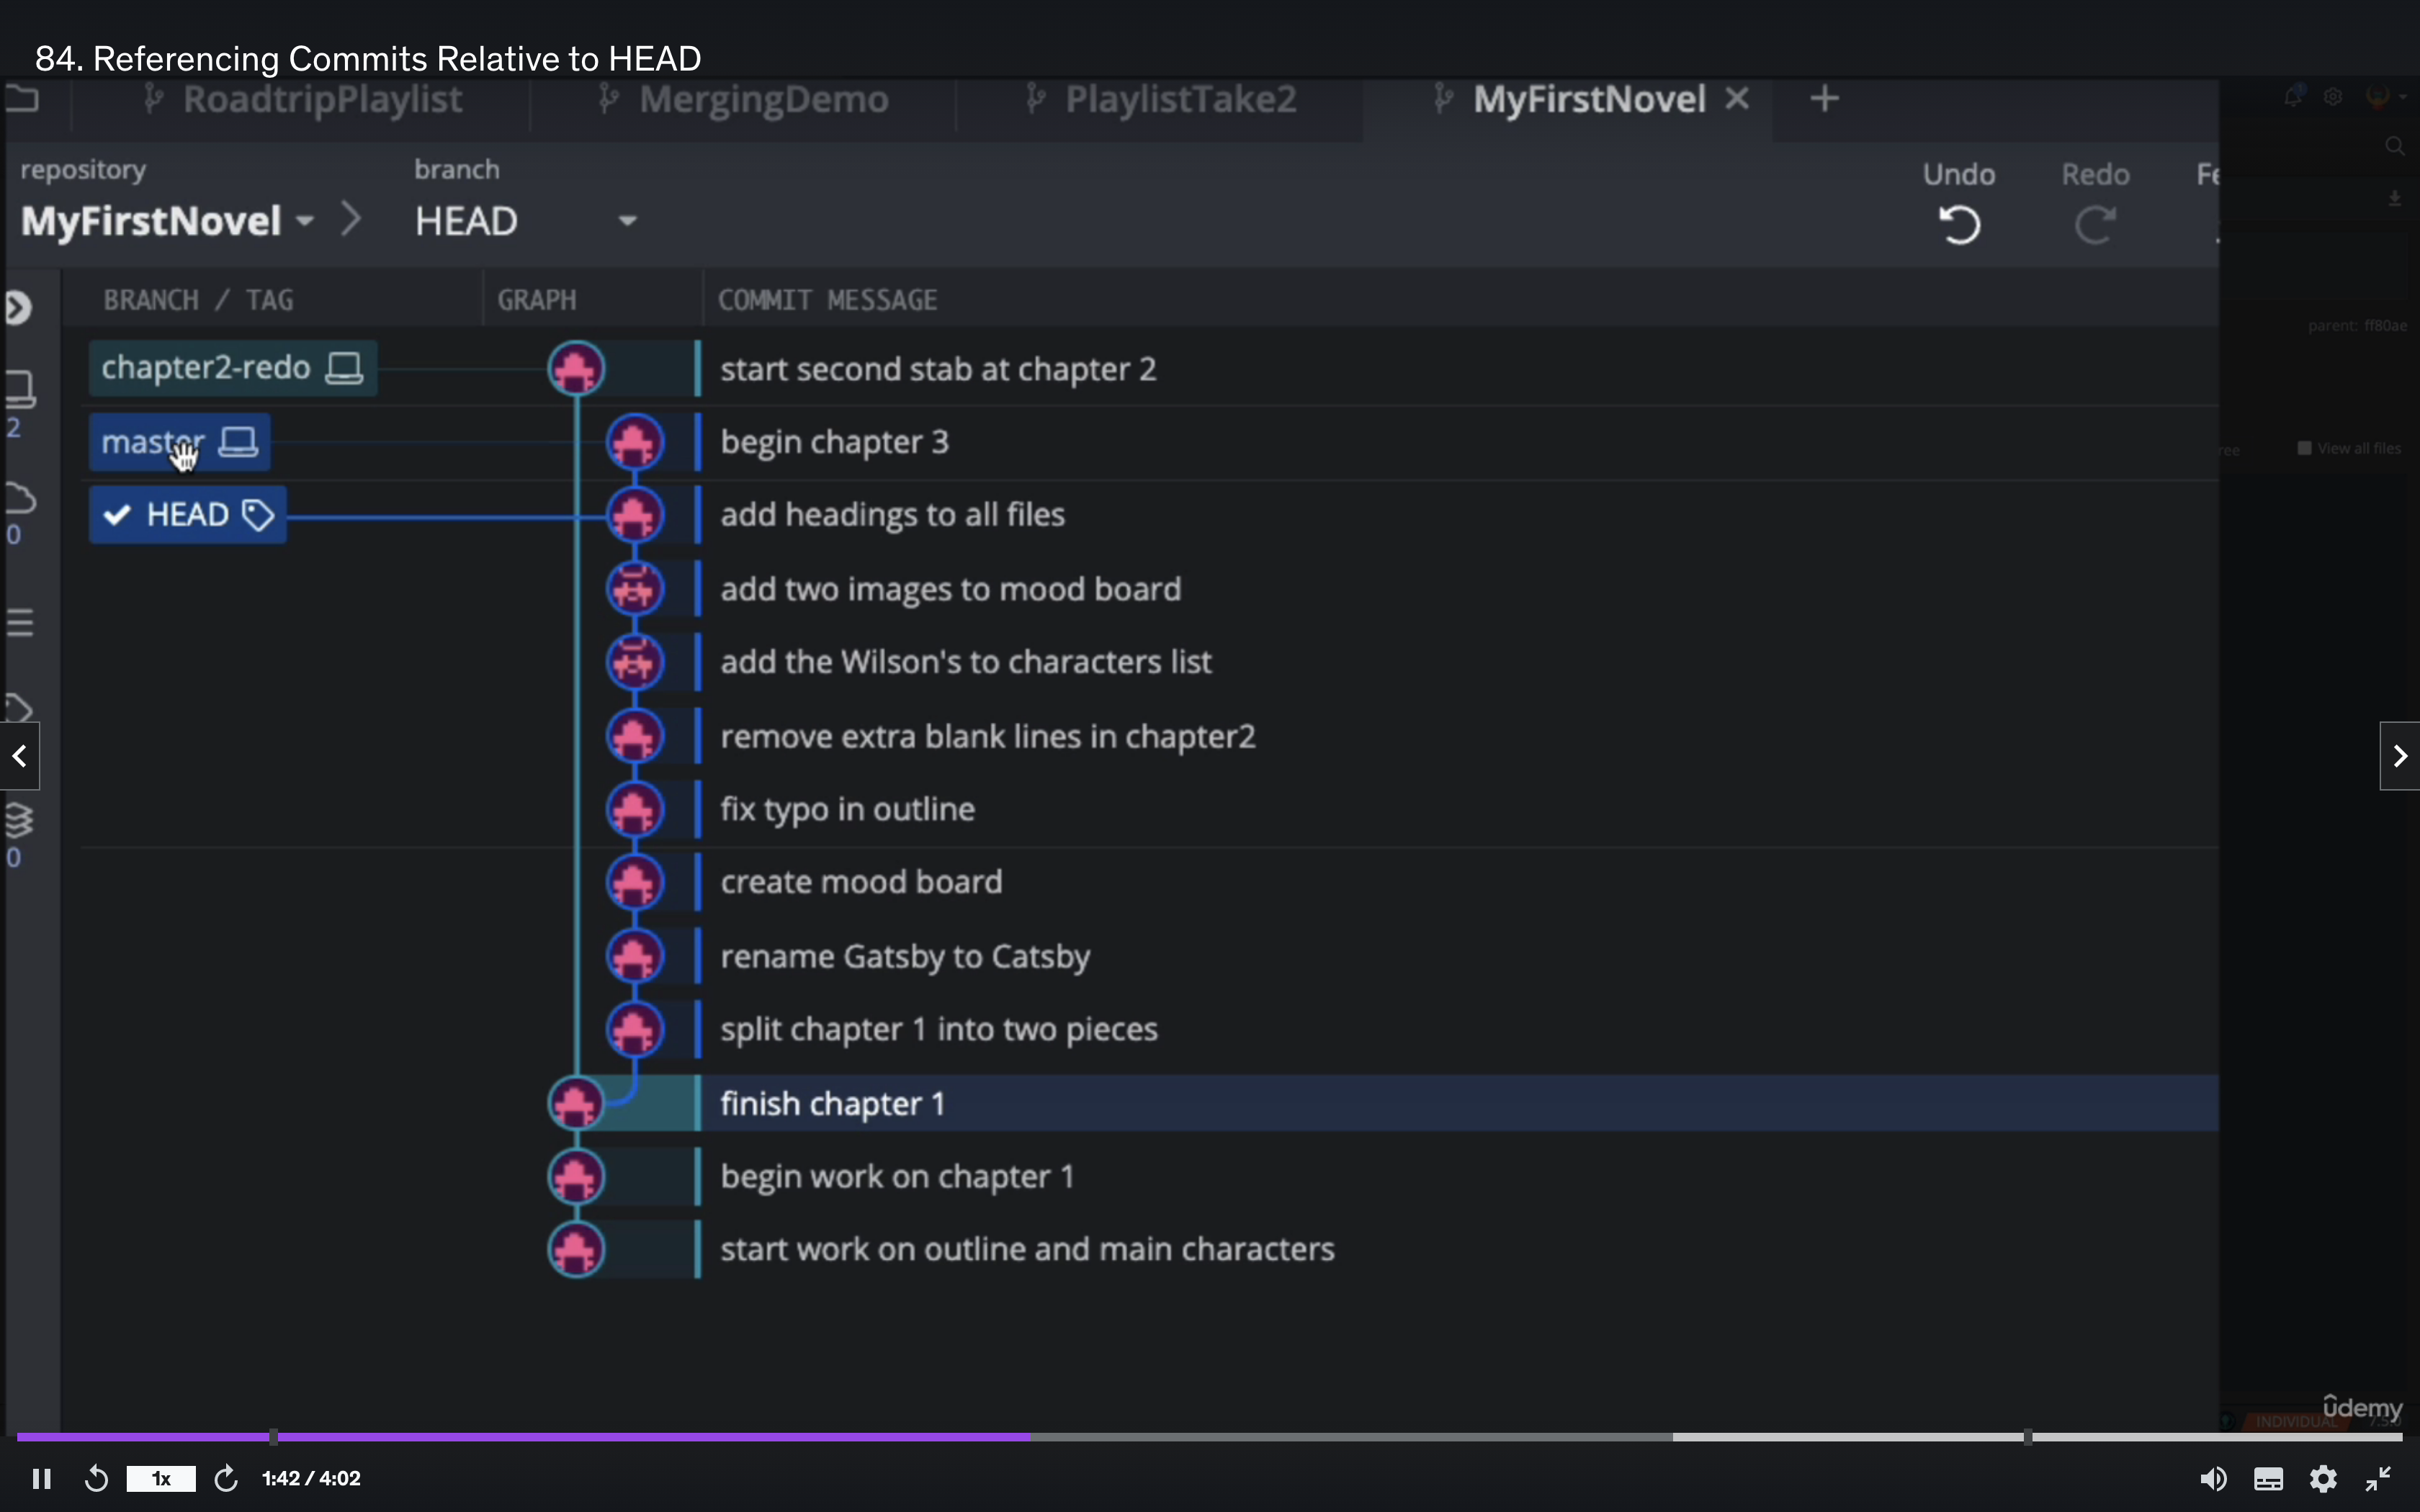 84. Referencing Commits Relative to HEAD
RoadtripPlaylist MergingDemo PlaylistTake2 MyFirstNovel
repository branch Undo Redo Fe
MyFirstNovel HEAD
BRANCH / TAG GRAPH COMMIT MESSAGE
parent: ff80ae
chapter2-redo start second stab at chapter 2
2 master begin chapter 3
ree View all files
0 HEAD add headings to all files
add two images to mood board
add the Wilson's to characters list
remove extra blank lines in chapter2
fix typo in outline
0
create mood board
rename Gatsby to Catsby
split chapter 1 into two pieces
finish chapter 1
begin work on chapter 1
start work on outline and main characters
ûdemy
INDIVIDUAL 7.5.0
1x 1:42 / 4:02